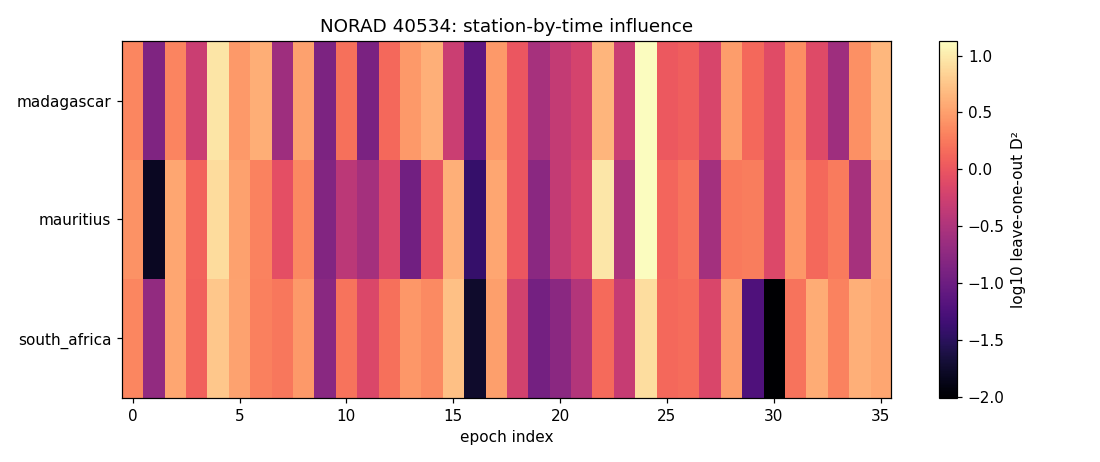 NORAD 40534: station-by-time influence
madagascar
mauritius
south_africa
0 5 10 15 20 25 30 35
epoch index
1.0
0.5
0.0
−0.5
−1.0
−1.5
−2.0
log10 leave-one-out D²